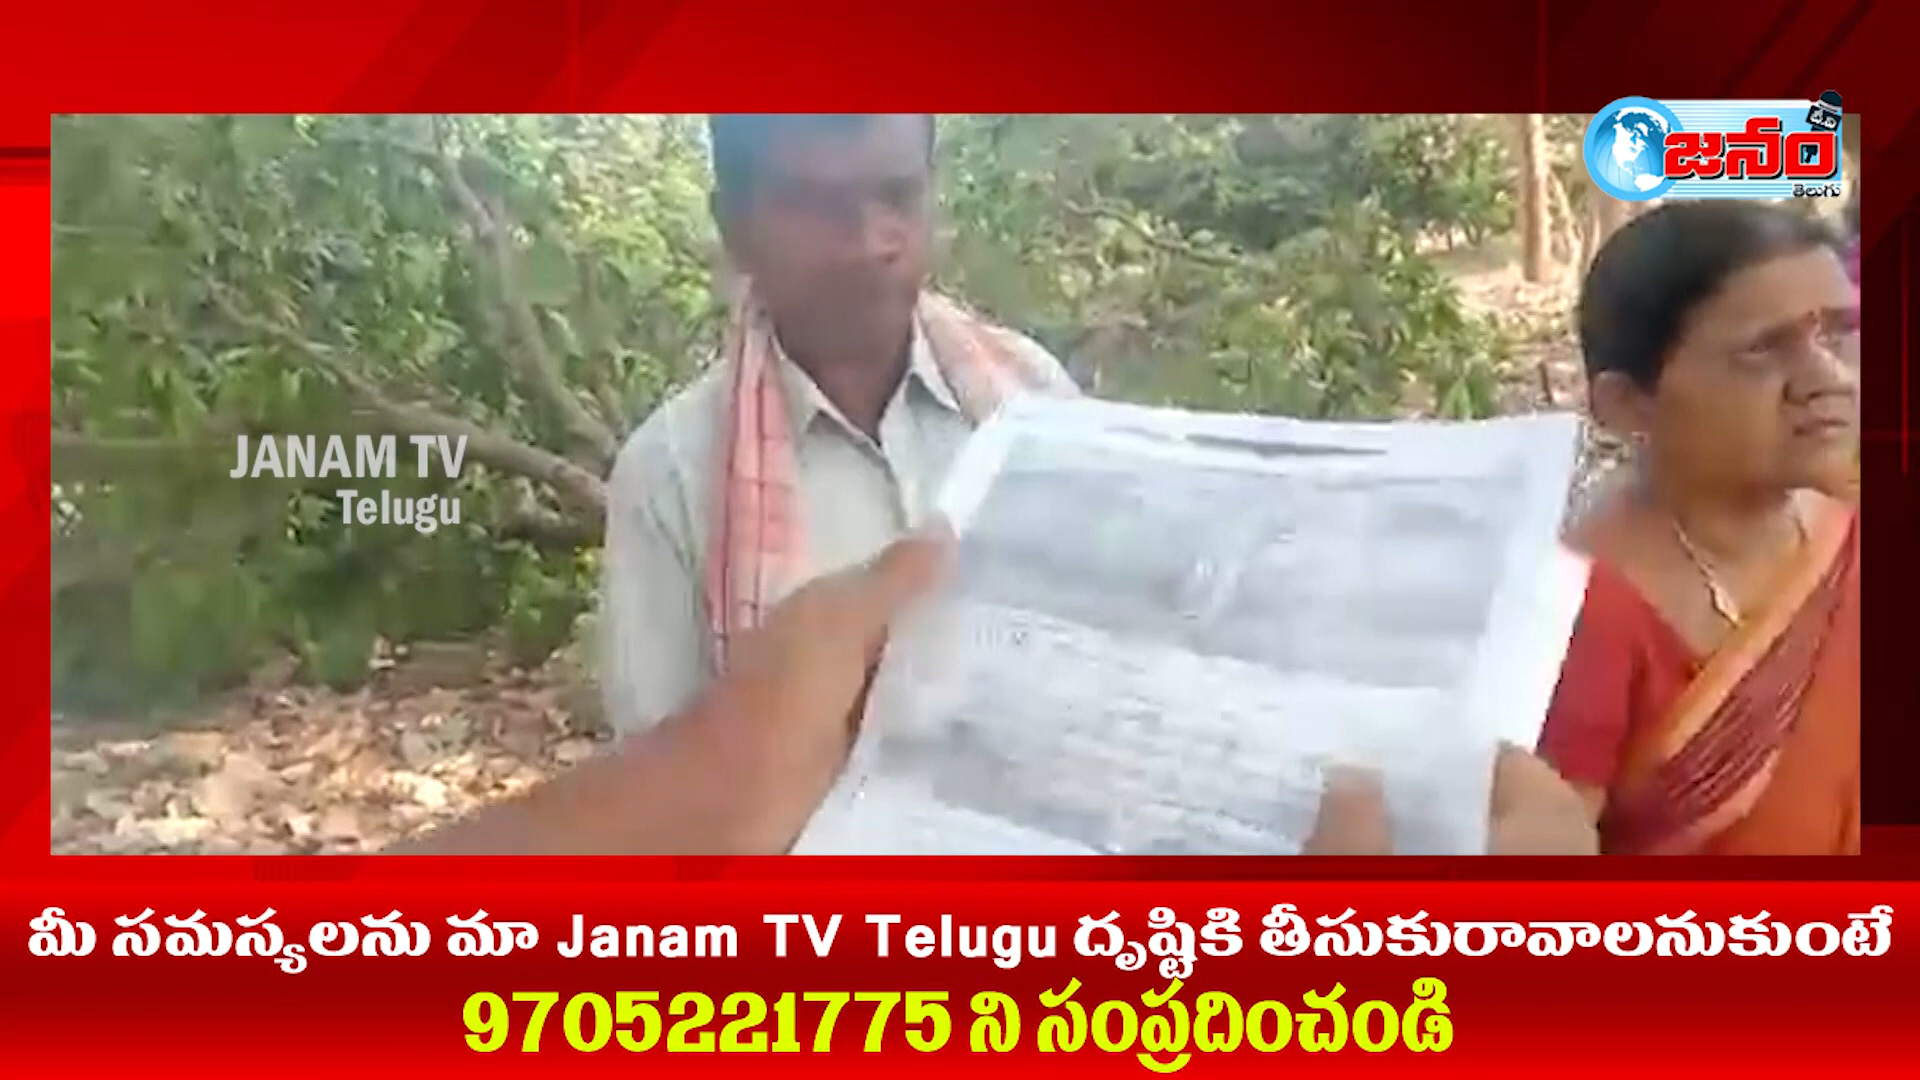 టి.వి
జనం
తెలుగు
JANAM TV
Telugu
మీ సమస్యలను మా Janam TV Telugu దృష్టికి తీసుకురావాలనుకుంటే
9705221775 ని సంప్రదించండి